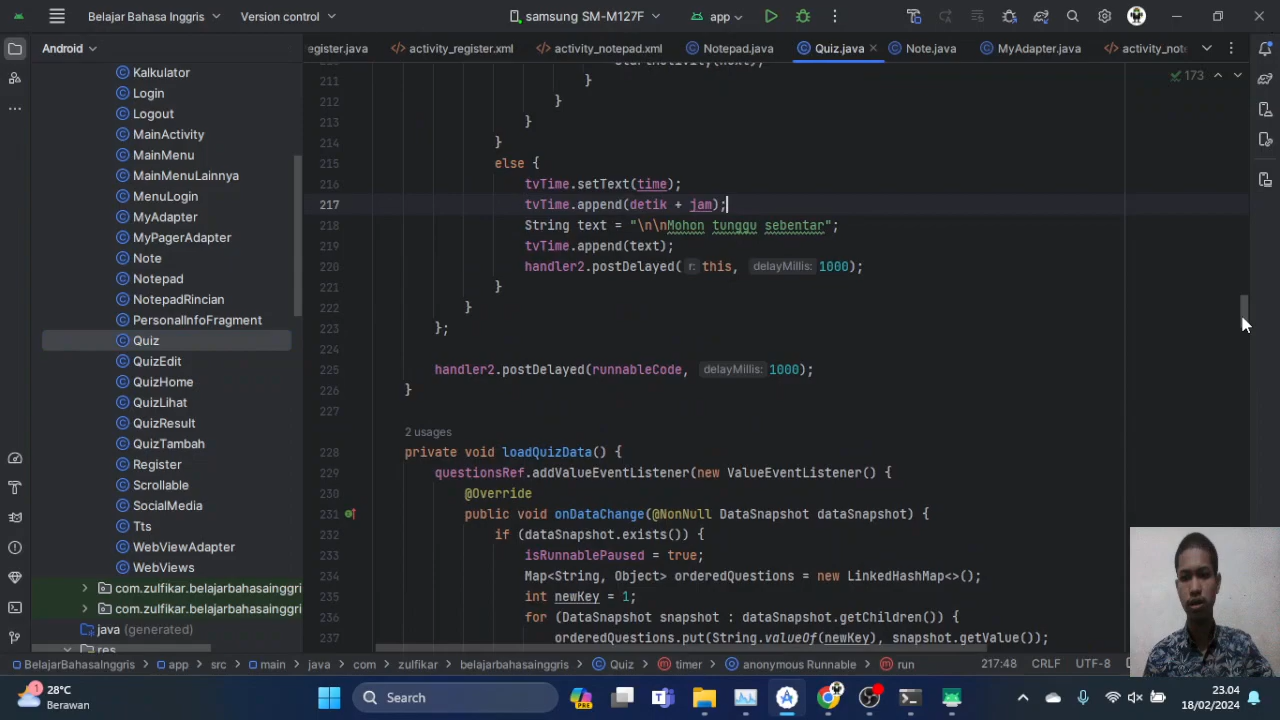 Belajar Bahasa Inggris
Version control
samsung SM-M127F
app
Android
egister.java
activity_register.xml
activity_notepad.xml
Notepad.java
Quiz.java
Note.java
MyAdapter.java
activity_note
173
Kalkulator
Login
Logout
MainActivity
MainMenu
MainMenuLainnya
MenuLogin
MyAdapter
MyPagerAdapter
Note
Notepad
NotepadRincian
PersonalInfoFragment
Quiz
QuizEdit
QuizHome
QuizLihat
QuizResult
QuizTambah
Register
Scrollable
SocialMedia
Tts
WebViewAdapter
WebViews
com.zulfikar.belajarbahasainggri
com.zulfikar.belajarbahasainggri
java (generated)
res
211 }
212 }
213 }
214 }
215 else {
216 tvTime.setText(time);
217 tvTime.append(detik + jam);
218 String text = "\n\nMohon tunggu sebentar";
219 tvTime.append(text);
220 handler2.postDelayed( r: this, delayMillis: 1000);
221 }
222 }
223 };
224
225 handler2.postDelayed(runnableCode, delayMillis: 1000);
226 }
227
2 usages
228 private void loadQuizData() {
229 questionsRef.addValueEventListener(new ValueEventListener() {
230 @Override
231 public void onDataChange(@NonNull DataSnapshot dataSnapshot) {
232 if (dataSnapshot.exists()) {
233 isRunnablePaused = true;
234 Map<String, Object> orderedQuestions = new LinkedHashMap<>();
235 int newKey = 1;
236 for (DataSnapshot snapshot : dataSnapshot.getChildren()) {
237 orderedQuestions.put(String.valueOf(newKey), snapshot.getValue());
BelajarBahasaInggris > app > src > main > java > com > zulfikar > belajarbahasainggris > Quiz > timer > anonymous Runnable > run
217:48 CRLF UTF-8
28°C
Berawan
1
Search
PRE
23.04
18/02/2024